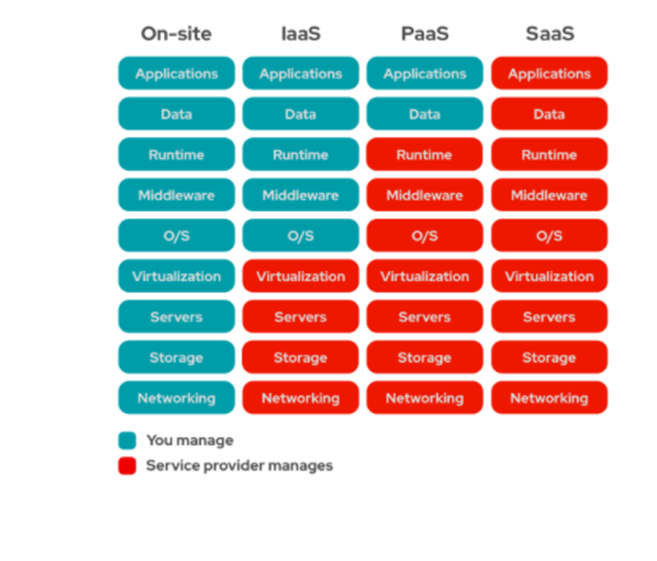 On-site IaaS PaaS SaaS
Applications Applications Applications Applications
Data Data Data Data
Runtime Runtime Runtime Runtime
Middleware Middleware Middleware Middleware
O/S O/S O/S O/S
Virtualization Virtualization Virtualization Virtualization
Servers Servers Servers Servers
Storage Storage Storage Storage
Networking Networking Networking Networking
You manage
Service provider manages